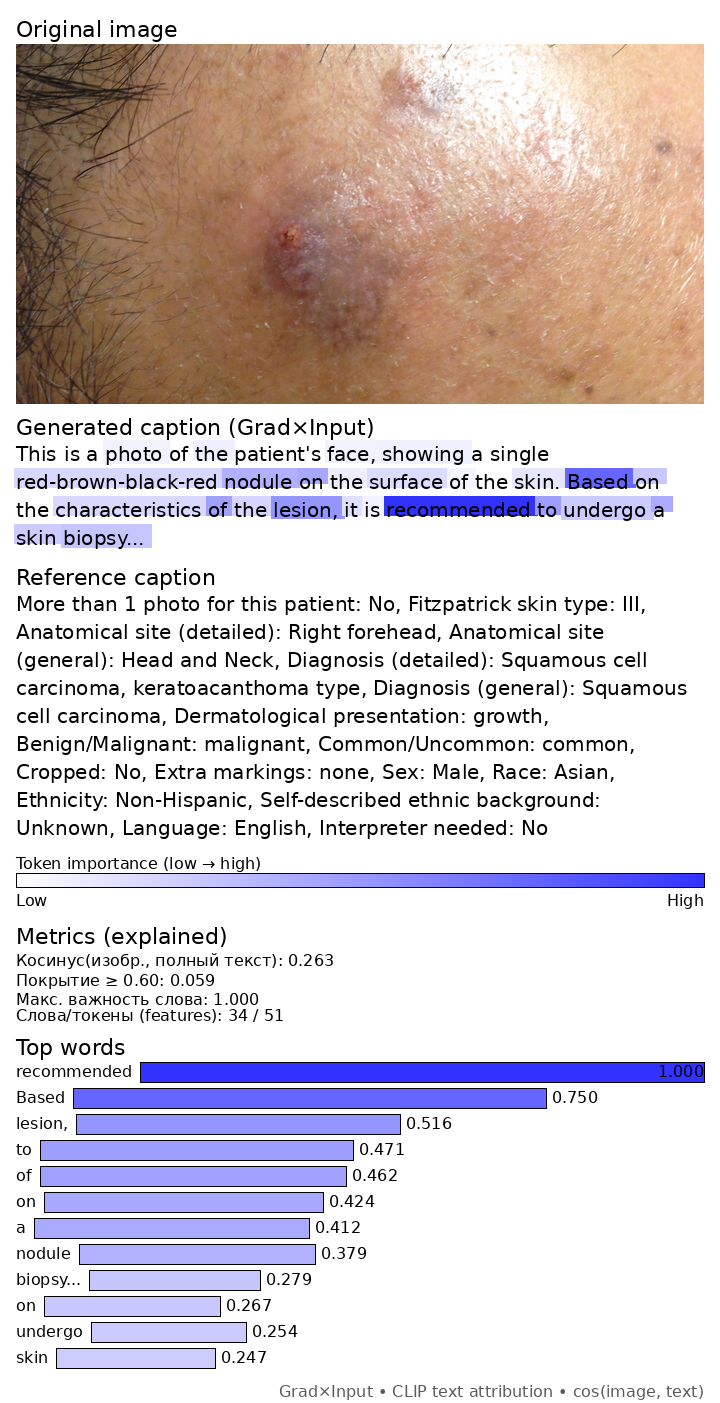 Original image
Generated caption (Grad×Input)
This is a photo of the patient's face, showing a single
red-brown-black-red nodule on the surface of the skin. Based on
the characteristics of the lesion, it is recommended to undergo a
skin biopsy...
Reference caption
More than 1 photo for this patient: No, Fitzpatrick skin type: III,
Anatomical site (detailed): Right forehead, Anatomical site
(general): Head and Neck, Diagnosis (detailed): Squamous cell
carcinoma, keratoacanthoma type, Diagnosis (general): Squamous
cell carcinoma, Dermatological presentation: growth,
Benign/Malignant: malignant, Common/Uncommon: common,
Cropped: No, Extra markings: none, Sex: Male, Race: Asian,
Ethnicity: Non-Hispanic, Self-described ethnic background:
Unknown, Language: English, Interpreter needed: No
Token importance (low → high)
Low High
Metrics (explained)
Косинус(изобр., полный текст): 0.263
Покрытие ≥ 0.60: 0.059
Макс. важность слова: 1.000
Слова/токены (features): 34 / 51
Top words
recommended 1.000
Based 0.750
lesion, 0.516
to 0.471
of 0.462
on 0.424
a 0.412
nodule 0.379
biopsy... 0.279
on 0.267
undergo 0.254
skin 0.247
Grad×Input • CLIP text attribution • cos(image, text)